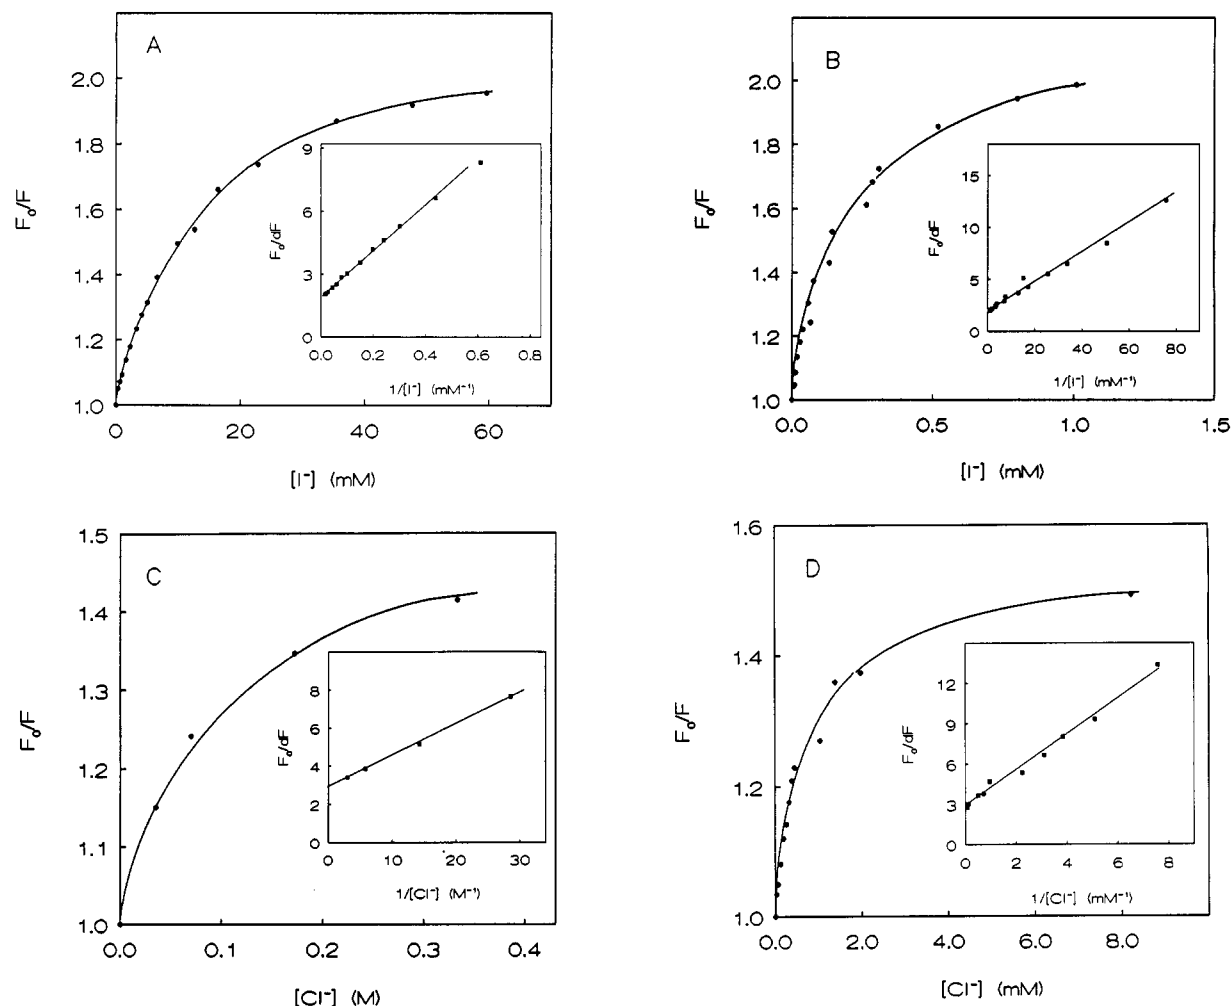 A
2.0
1.8
1.6
1.4
1.2
1.0
F₀/F
0 20 40 60
[I⁻] (mM)
9
6
3
0
F₀/dF
0.0 0.2 0.4 0.6 0.8
1/[I⁻] (mM⁻¹)
B
2.0
1.8
1.6
1.4
1.2
1.0
F₀/F
0.0 0.5 1.0 1.5
[I⁻] (mM)
15
10
5
0
F₀/dF
0 20 40 60 80
1/[I⁻] (mM⁻¹)
C
1.5
1.4
1.3
1.2
1.1
1.0
F₀/F
0.0 0.1 0.2 0.3 0.4
[Cl⁻] (M)
8
6
4
2
0
F₀/dF
0 10 20 30
1/[Cl⁻] (M⁻¹)
D
1.6
1.4
1.2
1.0
F₀/F
0.0 2.0 4.0 6.0 8.0
[Cl⁻] (mM)
12
9
6
3
0
F₀/dF
0 2 4 6 8
1/[Cl⁻] (mM⁻¹)